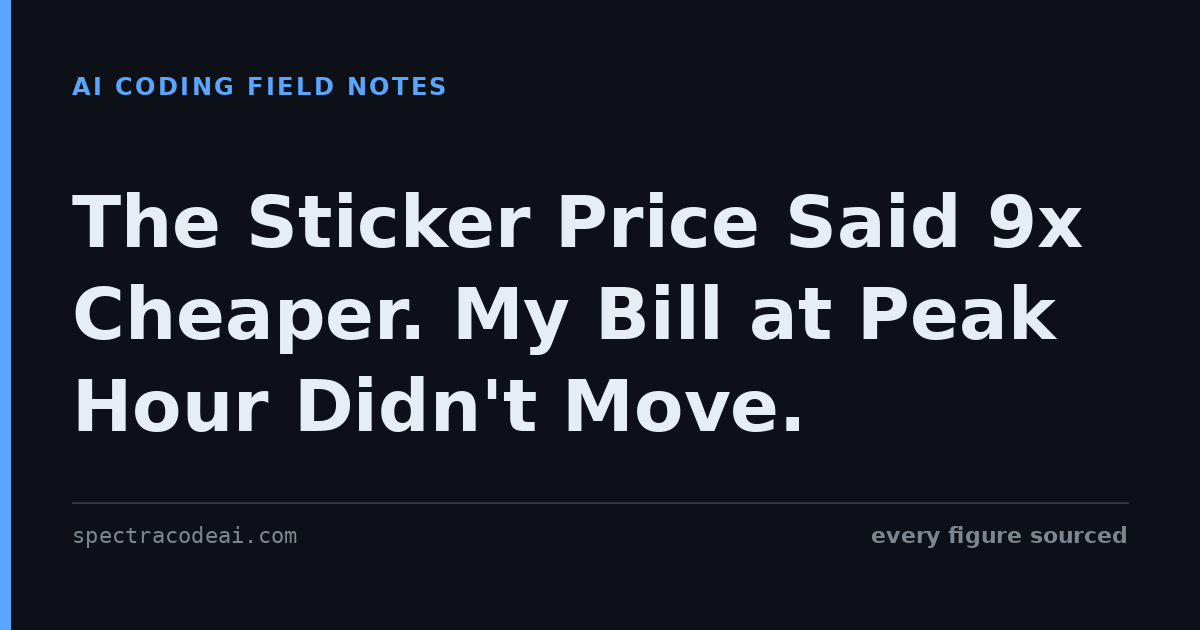 AI CODING FIELD NOTES
The Sticker Price Said 9x
Cheaper. My Bill at Peak
Hour Didn't Move.
spectracodeai.com
every figure sourced